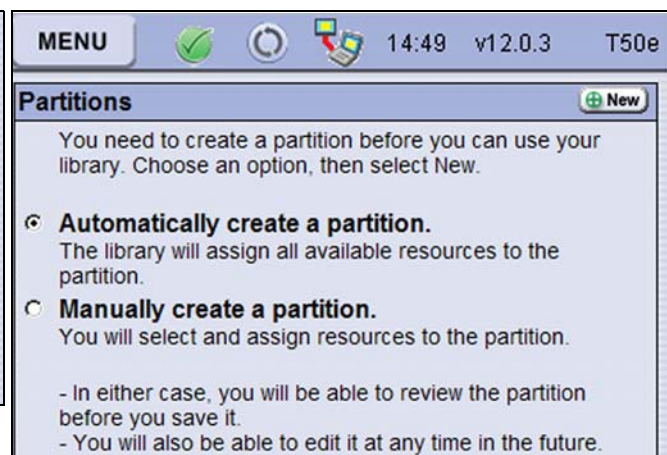 MENU 14:49 v12.0.3 T50e
Partitions New
You need to create a partition before you can use your
library. Choose an option, then select New.
Automatically create a partition.
The library will assign all available resources to the
partition.
Manually create a partition.
You will select and assign resources to the partition.
- In either case, you will be able to review the partition
before you save it.
- You will also be able to edit it at any time in the future.